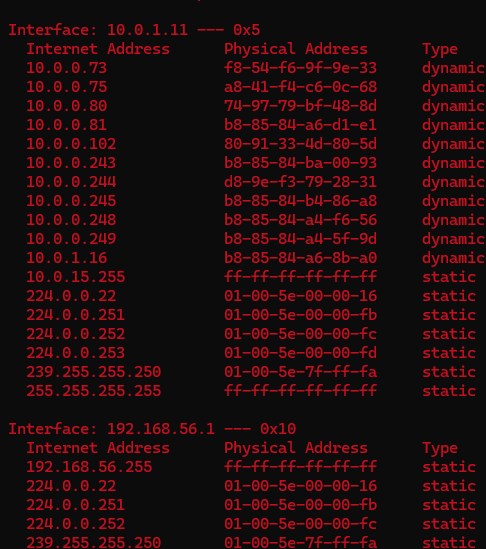 Interface: 10.0.1.11 --- 0x5
Internet Address Physical Address Type
10.0.0.73 f8-54-f6-9f-9e-33 dynamic
10.0.0.75 a8-41-f4-c6-0c-68 dynamic
10.0.0.80 74-97-79-bf-48-8d dynamic
10.0.0.81 b8-85-84-a6-d1-e1 dynamic
10.0.0.102 80-91-33-4d-80-5d dynamic
10.0.0.243 b8-85-84-ba-00-93 dynamic
10.0.0.244 d8-9e-f3-79-28-31 dynamic
10.0.0.245 b8-85-84-b4-86-a8 dynamic
10.0.0.248 b8-85-84-a4-f6-56 dynamic
10.0.0.249 b8-85-84-a4-5f-9d dynamic
10.0.1.16 b8-85-84-a6-8b-a0 dynamic
10.0.15.255 ff-ff-ff-ff-ff-ff static
224.0.0.22 01-00-5e-00-00-16 static
224.0.0.251 01-00-5e-00-00-fb static
224.0.0.252 01-00-5e-00-00-fc static
224.0.0.253 01-00-5e-00-00-fd static
239.255.255.250 01-00-5e-7f-ff-fa static
255.255.255.255 ff-ff-ff-ff-ff-ff static
Interface: 192.168.56.1 --- 0x10
Internet Address Physical Address Type
192.168.56.255 ff-ff-ff-ff-ff-ff static
224.0.0.22 01-00-5e-00-00-16 static
224.0.0.251 01-00-5e-00-00-fb static
224.0.0.252 01-00-5e-00-00-fc static
239.255.255.250 01-00-5e-7f-ff-fa static